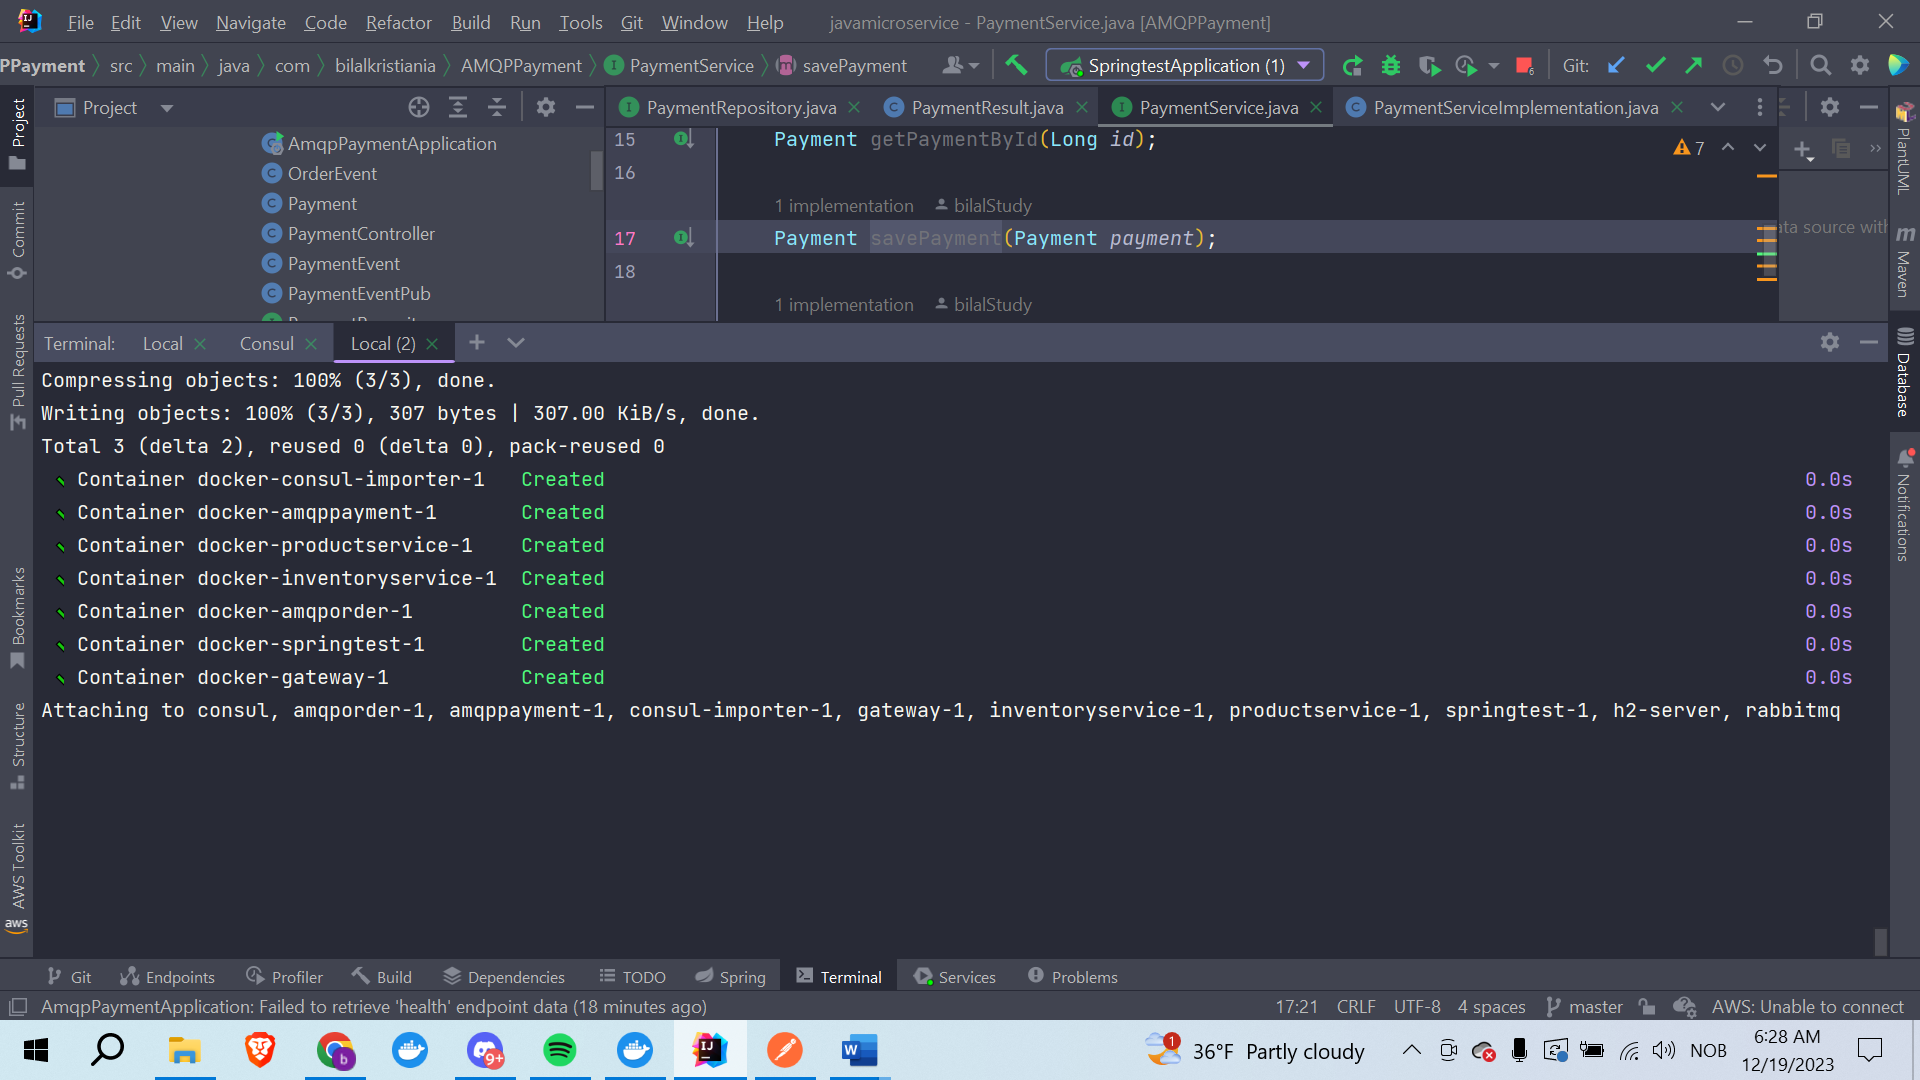 File Edit View Navigate Code Refactor Build Run Tools Git Window Help javamicroservice - PaymentService.java [AMQPPayment]
PPayment src main java com bilalkristiania AMQPPayment PaymentService savePayment SpringtestApplication (1) Git:
Project
PaymentRepository.java PaymentResult.java PaymentService.java PaymentServiceImplementation.java
AmqpPaymentApplication
OrderEvent
Payment
PaymentController
PaymentEvent
PaymentEventPub
15 Payment getPaymentById(Long id);
7
16
1 implementation bilalStudy
17 Payment savePayment(Payment payment);
18
1 implementation bilalStudy
ata source with
Project
Commit
Pull Requests
Bookmarks
Structure
AWS Toolkit
aws
PlantUML
m Maven
Database
Notifications
Terminal: Local Consul Local (2)
Compressing objects: 100% (3/3), done.
Writing objects: 100% (3/3), 307 bytes | 307.00 KiB/s, done.
Total 3 (delta 2), reused 0 (delta 0), pack-reused 0
Container docker-consul-importer-1 Created 0.0s
Container docker-amqppayment-1 Created 0.0s
Container docker-productservice-1 Created 0.0s
Container docker-inventoryservice-1 Created 0.0s
Container docker-amqporder-1 Created 0.0s
Container docker-springtest-1 Created 0.0s
Container docker-gateway-1 Created 0.0s
Attaching to consul, amqporder-1, amqppayment-1, consul-importer-1, gateway-1, inventoryservice-1, productservice-1, springtest-1, h2-server, rabbitmq
Git Endpoints Profiler Build Dependencies TODO Spring Terminal Services Problems
AmqpPaymentApplication: Failed to retrieve 'health' endpoint data (18 minutes ago) 17:21 CRLF UTF-8 4 spaces master AWS: Unable to connect
9+
1
36°F Partly cloudy
NOB
6:28 AM
12/19/2023